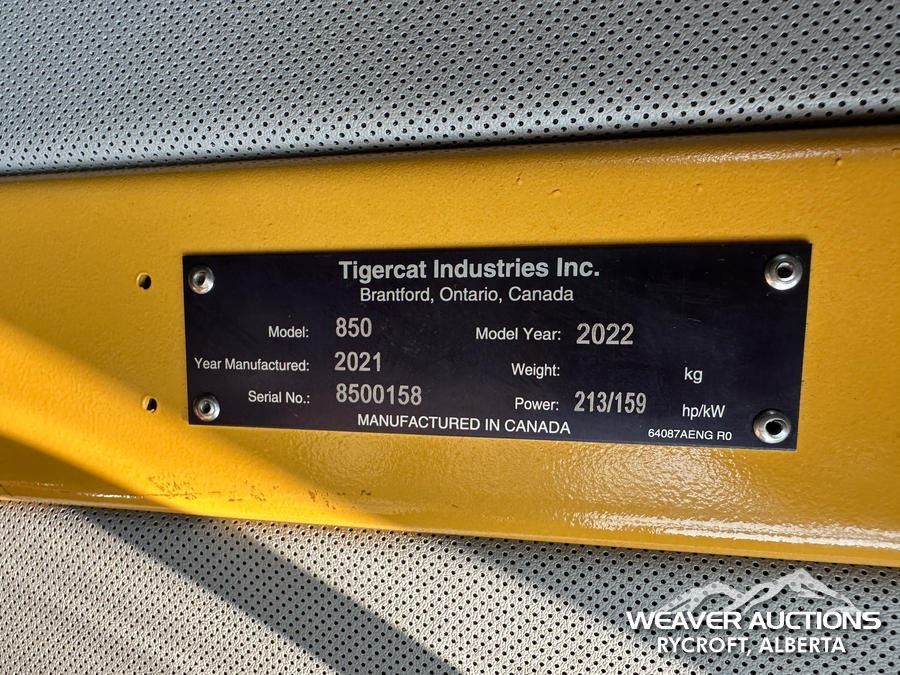 Tigercat Industries Inc.
Brantford, Ontario, Canada
Model: 850 Model Year: 2022
Year Manufactured: 2021 Weight: kg
Serial No.: 8500158 Power: 213/159 hp/kW
MANUFACTURED IN CANADA 64087AENG R0
WEAVER AUCTIONS
RYCROFT, ALBERTA